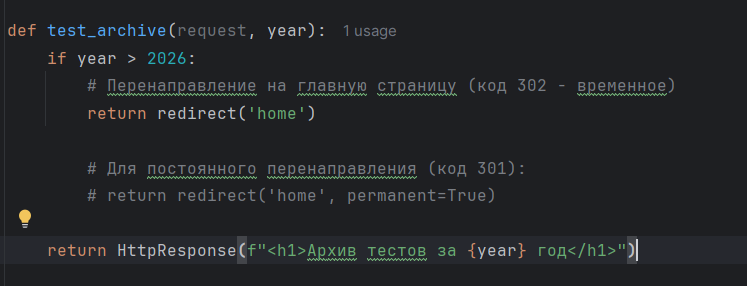 def test_archive(request, year): 1 usage
    if year > 2026:
        # Перенаправление на главную страницу (код 302 - временное)
        return redirect('home')
        # Для постоянного перенаправления (код 301):
        # return redirect('home', permanent=True)
    return HttpResponse(f"<h1>Архив тестов за {year} год</h1>")